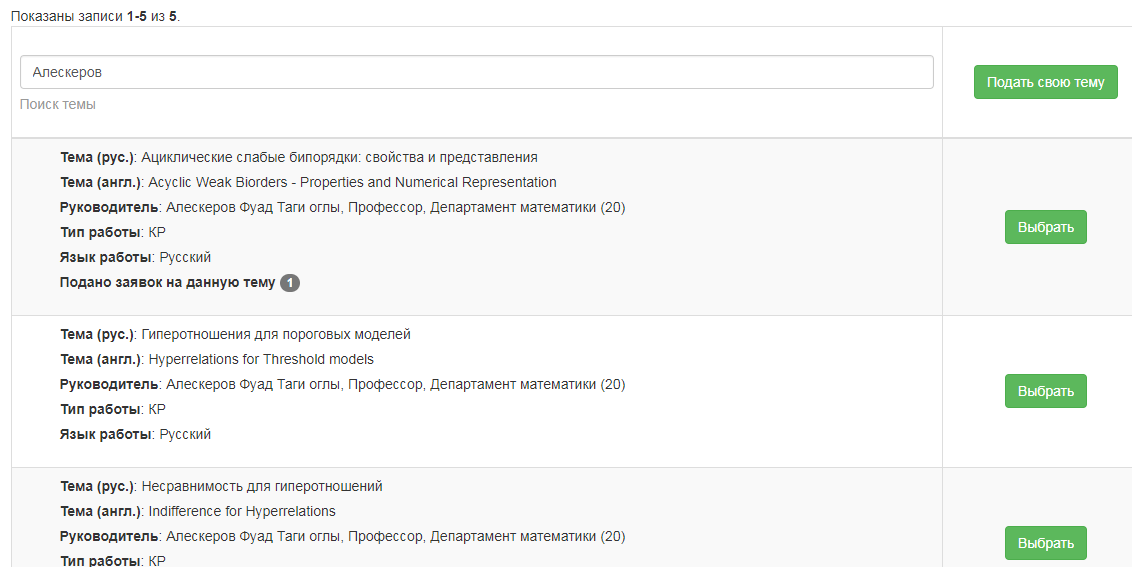 Показаны записи 1-5 из 5.
Алескеров
Поиск темы
Подать свою тему
Тема (рус.): Ациклические слабые бипорядки: свойства и представления
Тема (англ.): Acyclic Weak Biorders - Properties and Numerical Representation
Руководитель: Алескеров Фуад Таги оглы, Профессор, Департамент математики (20)
Тип работы: КР
Язык работы: Русский
Подано заявок на данную тему 1
Выбрать
Тема (рус.): Гиперотношения для пороговых моделей
Тема (англ.): Hyperrelations for Threshold models
Руководитель: Алескеров Фуад Таги оглы, Профессор, Департамент математики (20)
Тип работы: КР
Язык работы: Русский
Выбрать
Тема (рус.): Несравнимость для гиперотношений
Тема (англ.): Indifference for Hyperrelations
Руководитель: Алескеров Фуад Таги оглы, Профессор, Департамент математики (20)
Тип работы: КР
Выбрать